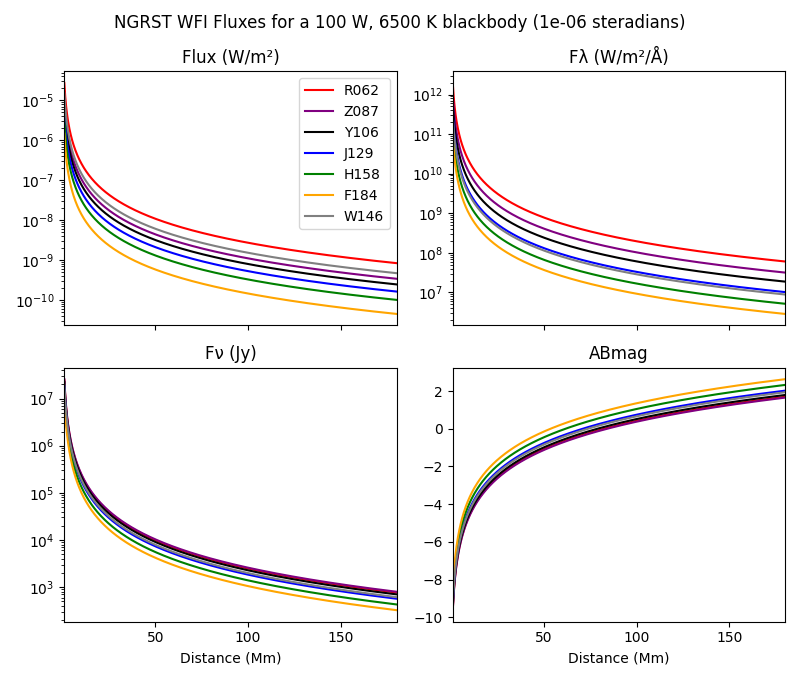 NGRST WFI Fluxes for a 100 W, 6500 K blackbody (1e-06 steradians)
Flux (W/m²)
10⁻⁵
10⁻⁶
10⁻⁷
10⁻⁸
10⁻⁹
10⁻¹⁰
R062
Z087
Y106
J129
H158
F184
W146
Fλ (W/m²/Å)
10¹²
10¹¹
10¹⁰
10⁹
10⁸
10⁷
Fν (Jy)
10⁷
10⁶
10⁵
10⁴
10³
50 100 150
Distance (Mm)
ABmag
2
0
−2
−4
−6
−8
−10
50 100 150
Distance (Mm)